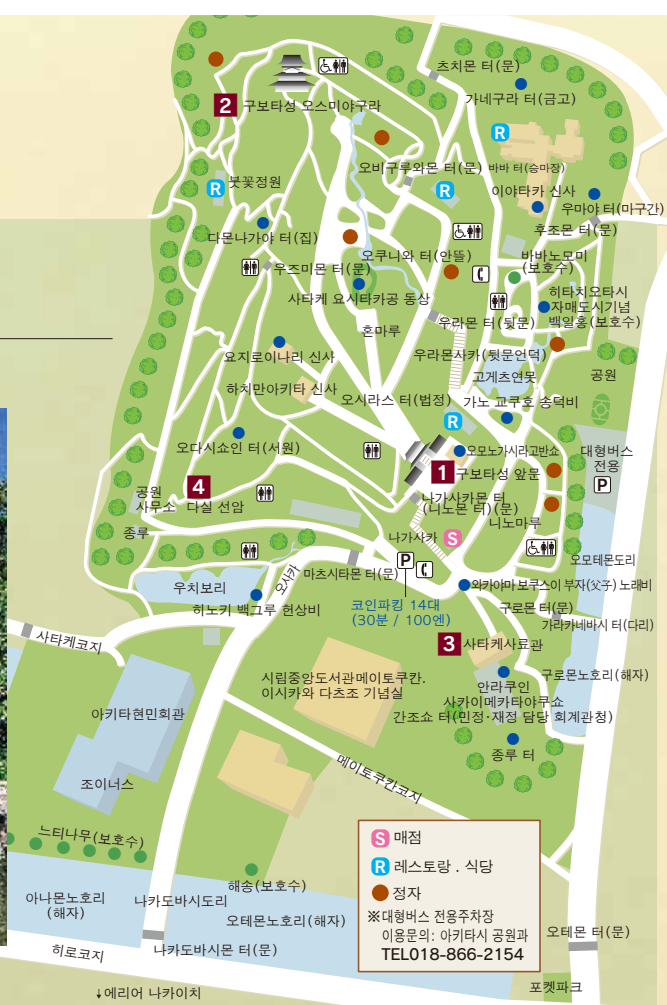 츠치몬 터(문)
가네구라 터(금고)
2 구보타성 오스미야구라
R
오비구루와몬 터(문)
바바 터(승마장)
R 붓꽃정원
R
이야타카 신사
우마야 터(마구간)
후조몬 터(문)
다몬나가야 터(집)
오쿠니와 터(안뜰)
바바노모미
(보호수)
우즈미몬 터(문)
사타케 요시타카공 동상
히타치오타시
자매도시기념
백일홍(보호수)
혼마루
우라몬 터(뒷문)
요지로이나리 신사
우라몬사카(뒷문언덕)
고게츠연못
공원
하치만아키타 신사
오시라스 터(법정)
가노 교쿠호 송덕비
R
오다시쇼인 터(서원)
오모노가시라고반쇼
대형버스
전용
P
1 구보타성 앞문
4
공원
사무소
다실 선암
나가사카몬 터
(니노몬 터)(문)
니노마루
종루
나가사카 S
오모테몬도리
P
오사카
마츠시타몬 터(문)
우치보리
와카야마 보쿠스이 부자(父子) 노래비
히노키 백그루 헌상비
코인파킹 14대
(30분 / 100엔)
구로몬 터(문)
가라카네바시 터(다리)
사타케코지
3 사타케사료관
시립중앙도서관메이토쿠칸.
이시카와 다츠조 기념실
구로몬노호리(해자)
안라쿠인
사카이메카타야쿠쇼
간조쇼 터(민정·재정 담당 회계관청)
아키타현민회관
종루 터
메이토쿠칸코지
조이너스
느티나무(보호수)
S 매점
R 레스토랑 . 식당
정자
※대형버스 전용주차장
이용문의: 아키타시 공원과
TEL018-866-2154
해송(보호수)
아나몬노호리
(해자)
나카도바시도리
오테몬노호리(해자)
오테몬 터(문)
히로코지
나카도바시몬 터(문)
↓에리어 나카이치
포켓파크